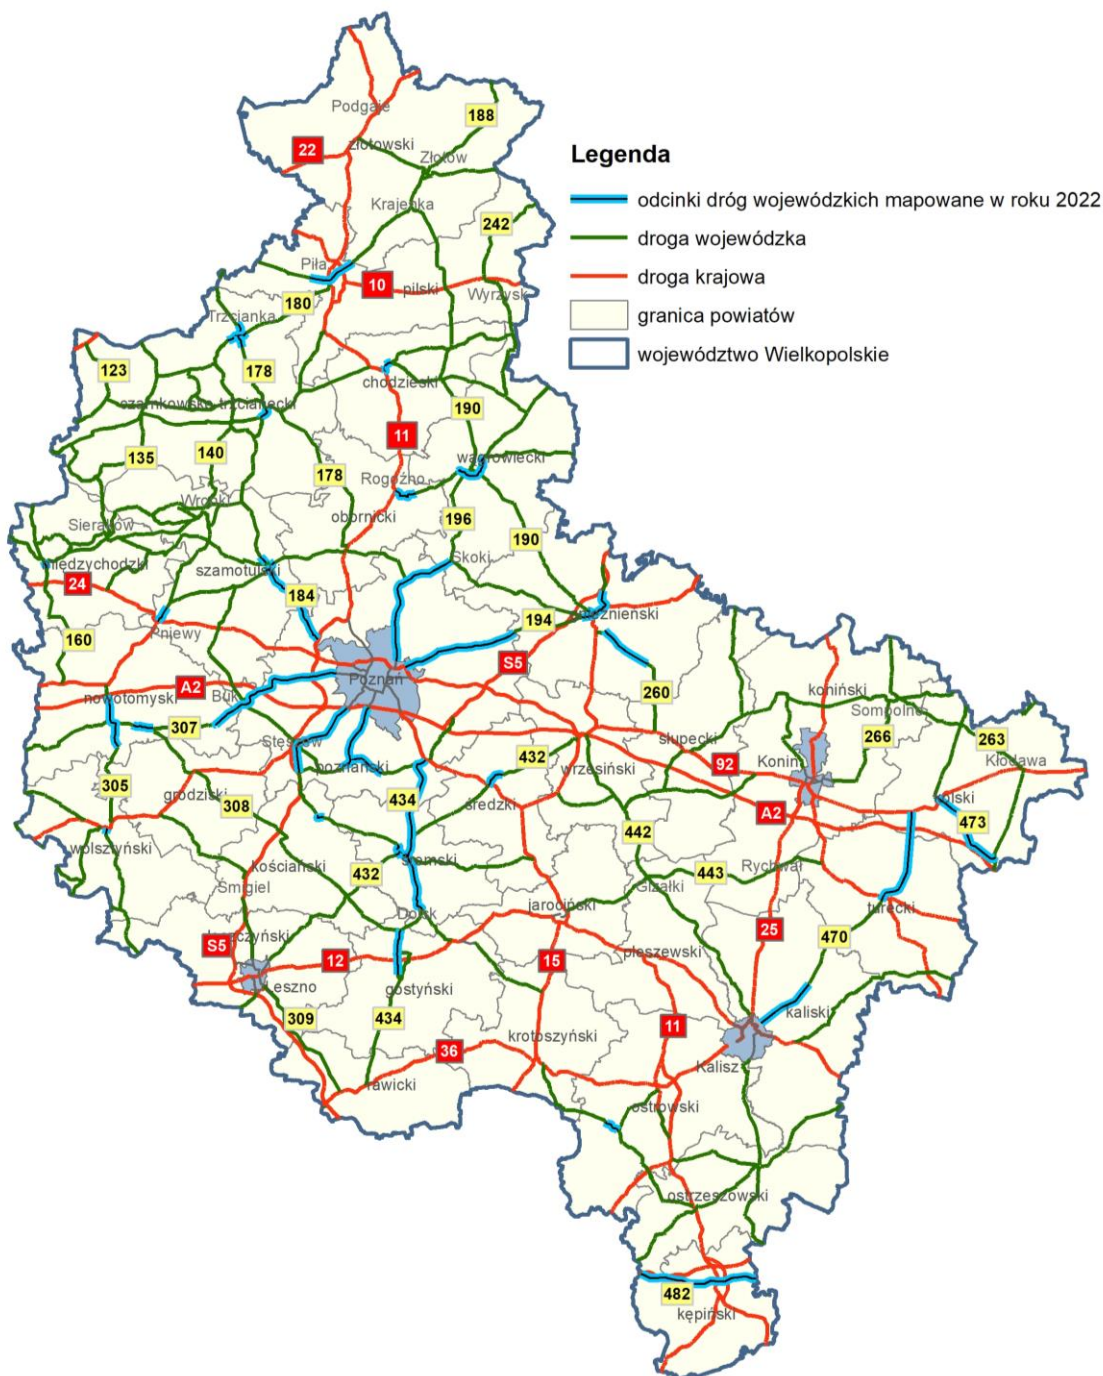 Podgaje
188
22
złotowski
Złotów
Legenda
odcinki dróg wojewódzkich mapowane w roku 2022
Krajenka
242
droga wojewódzka
Piła
droga krajowa
10
pilski
Wyrzysk
180
Trzcianka
granica powiatów
województwo Wielkopolskie
123
178
chodzieski
czarnkowsko-trzcianecki
190
11
135
140
178
wągrowiecki
Rogoźno
Wronki
196
obornicki
Sieraków
190
Skoki
międzychodzki
szamotulski
24
184
194
gnieźnieński
160
Pniewy
S5
Poznań
A2
nowotomyski
Buk
260
koniński
Sompolno
307
266
263
Stęszew
słupecki
poznański
432
wrzesiński
92
Konin
Kłodawa
305
grodziski
308
434
średzki
A2
kolski
473
442
wolsztyński
kościański
432
śremski
443
Rychwał
Śmigiel
Giżałki
Dolsk
jarociński
turecki
S5
leszczyński
25
470
12
15
pleszewski
Leszno
gostyński
309
434
kaliski
krotoszyński
11
36
Kalisz
rawicki
ostrowski
ostrzeszowski
482
kępiński